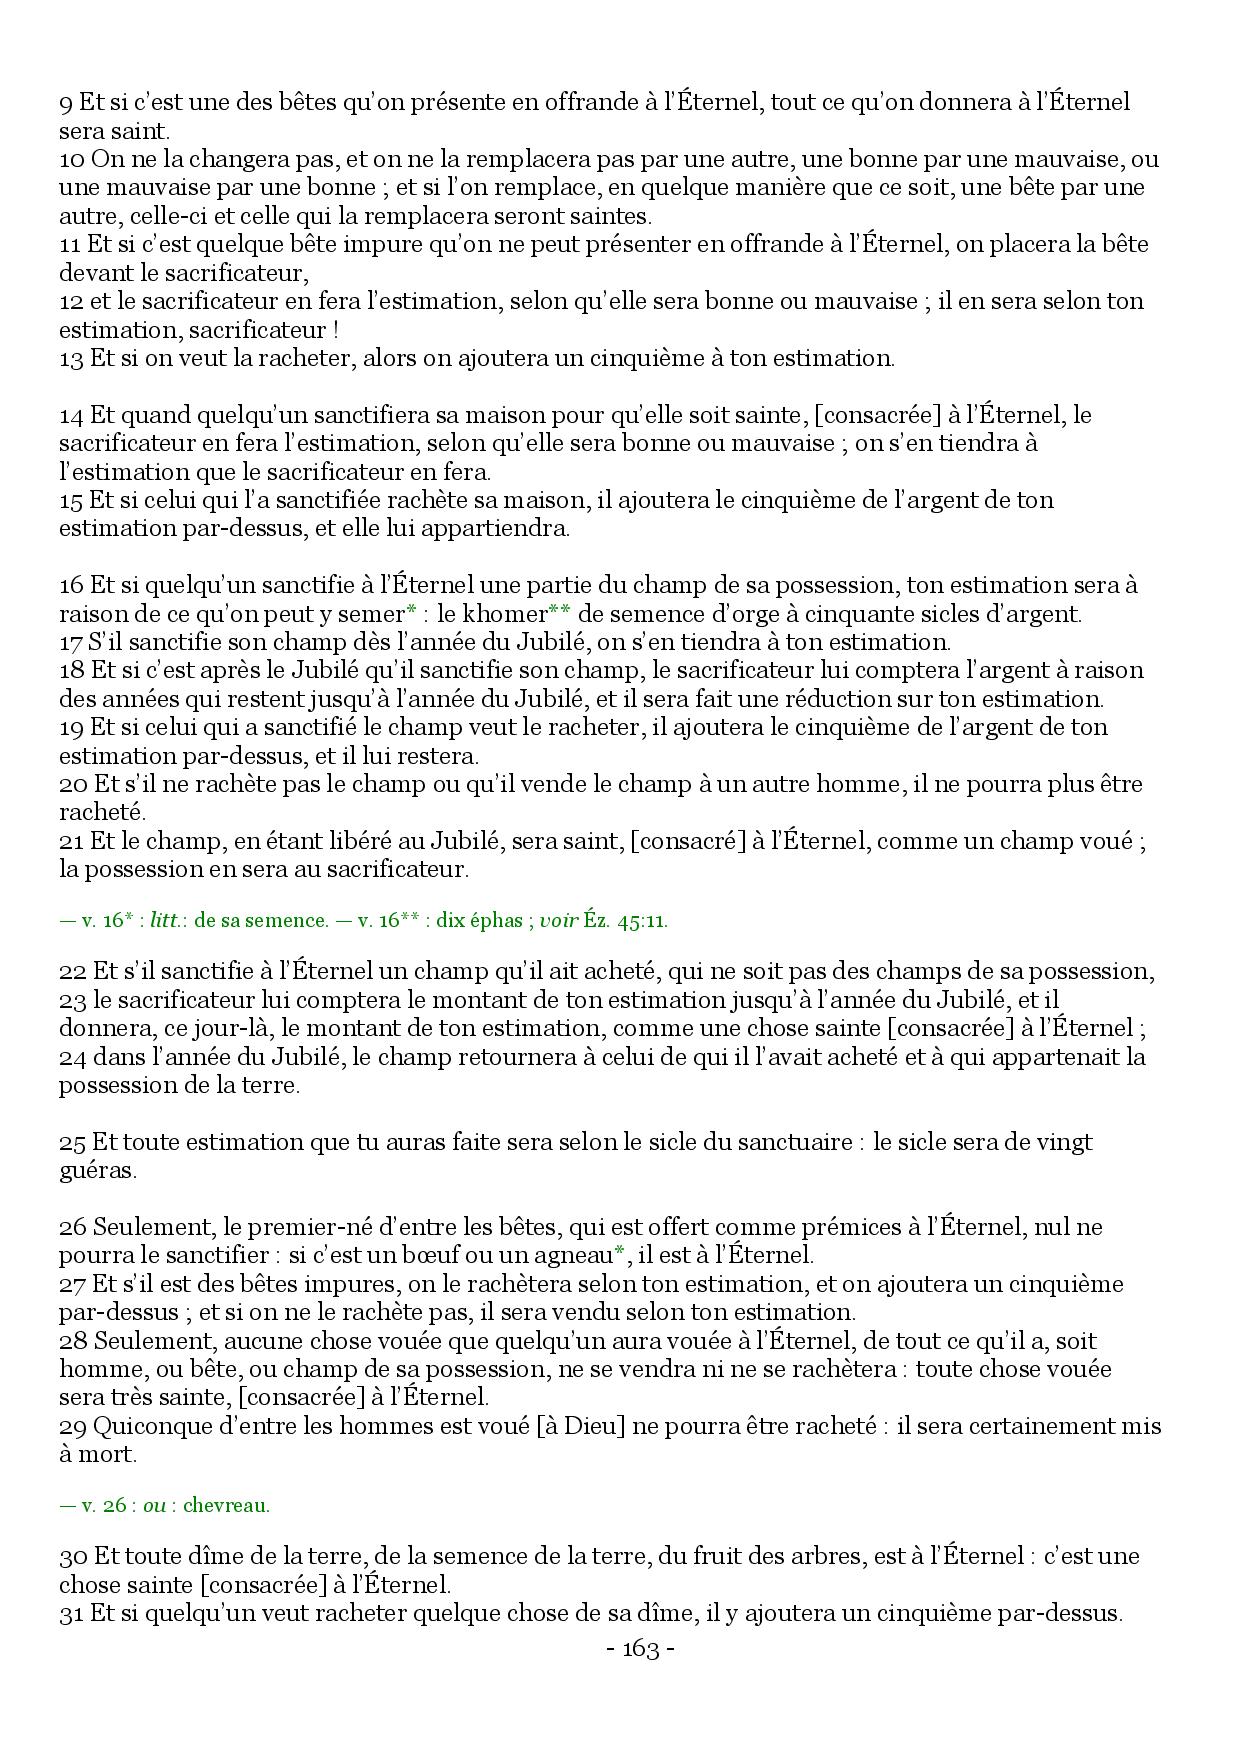 9 Et si c’est une des bêtes qu’on présente en offrande à l’Éternel, tout ce qu’on donnera à l’Éternel
sera saint.
10 On ne la changera pas, et on ne la remplacera pas par une autre, une bonne par une mauvaise, ou
une mauvaise par une bonne ; et si l’on remplace, en quelque manière que ce soit, une bête par une
autre, celle-ci et celle qui la remplacera seront saintes.
11 Et si c’est quelque bête impure qu’on ne peut présenter en offrande à l’Éternel, on placera la bête
devant le sacrificateur,
12 et le sacrificateur en fera l’estimation, selon qu’elle sera bonne ou mauvaise ; il en sera selon ton
estimation, sacrificateur !
13 Et si on veut la racheter, alors on ajoutera un cinquième à ton estimation.
14 Et quand quelqu’un sanctifiera sa maison pour qu’elle soit sainte, [consacrée] à l’Éternel, le
sacrificateur en fera l’estimation, selon qu’elle sera bonne ou mauvaise ; on s’en tiendra à
l’estimation que le sacrificateur en fera.
15 Et si celui qui l’a sanctifiée rachète sa maison, il ajoutera le cinquième de l’argent de ton
estimation par-dessus, et elle lui appartiendra.
16 Et si quelqu’un sanctifie à l’Éternel une partie du champ de sa possession, ton estimation sera à
raison de ce qu’on peut y semer* : le khomer** de semence d’orge à cinquante sicles d’argent.
17 S’il sanctifie son champ dès l’année du Jubilé, on s’en tiendra à ton estimation.
18 Et si c’est après le Jubilé qu’il sanctifie son champ, le sacrificateur lui comptera l’argent à raison
des années qui restent jusqu’à l’année du Jubilé, et il sera fait une réduction sur ton estimation.
19 Et si celui qui a sanctifié le champ veut le racheter, il ajoutera le cinquième de l’argent de ton
estimation par-dessus, et il lui restera.
20 Et s’il ne rachète pas le champ ou qu’il vende le champ à un autre homme, il ne pourra plus être
racheté.
21 Et le champ, en étant libéré au Jubilé, sera saint, [consacré] à l’Éternel, comme un champ voué ;
la possession en sera au sacrificateur.
— v. 16* : litt.: de sa semence. — v. 16** : dix éphas ; voir Éz. 45:11.
22 Et s’il sanctifie à l’Éternel un champ qu’il ait acheté, qui ne soit pas des champs de sa possession,
23 le sacrificateur lui comptera le montant de ton estimation jusqu’à l’année du Jubilé, et il
donnera, ce jour-là, le montant de ton estimation, comme une chose sainte [consacrée] à l’Éternel ;
24 dans l’année du Jubilé, le champ retournera à celui de qui il l’avait acheté et à qui appartenait la
possession de la terre.
25 Et toute estimation que tu auras faite sera selon le sicle du sanctuaire : le sicle sera de vingt
guéras.
26 Seulement, le premier-né d’entre les bêtes, qui est offert comme prémices à l’Éternel, nul ne
pourra le sanctifier : si c’est un bœuf ou un agneau*, il est à l’Éternel.
27 Et s’il est des bêtes impures, on le rachètera selon ton estimation, et on ajoutera un cinquième
par-dessus ; et si on ne le rachète pas, il sera vendu selon ton estimation.
28 Seulement, aucune chose vouée que quelqu’un aura vouée à l’Éternel, de tout ce qu’il a, soit
homme, ou bête, ou champ de sa possession, ne se vendra ni ne se rachètera : toute chose vouée
sera très sainte, [consacrée] à l’Éternel.
29 Quiconque d’entre les hommes est voué [à Dieu] ne pourra être racheté : il sera certainement mis
à mort.
— v. 26 : ou : chevreau.
30 Et toute dîme de la terre, de la semence de la terre, du fruit des arbres, est à l’Éternel : c’est une
chose sainte [consacrée] à l’Éternel.
31 Et si quelqu’un veut racheter quelque chose de sa dîme, il y ajoutera un cinquième par-dessus.
- 163 -